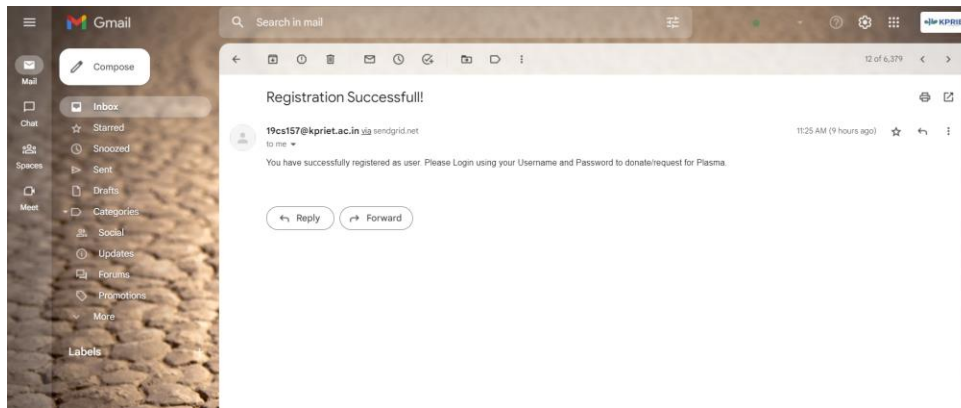 Gmail
Search in mail
KPRIE
Mail
Compose
12 of 6,379
Inbox
Registration Successfull!
Chat
Starred
19cs157@kpriet.ac.in via sendgrid.net
11:25 AM (9 hours ago)
Snoozed
to me
Spaces
Sent
You have successfully registered as user. Please Login using your Username and Password to donate/request for Plasma.
Drafts
Meet
Categories
Reply
Forward
Social
Updates
Forums
Promotions
More
Labels